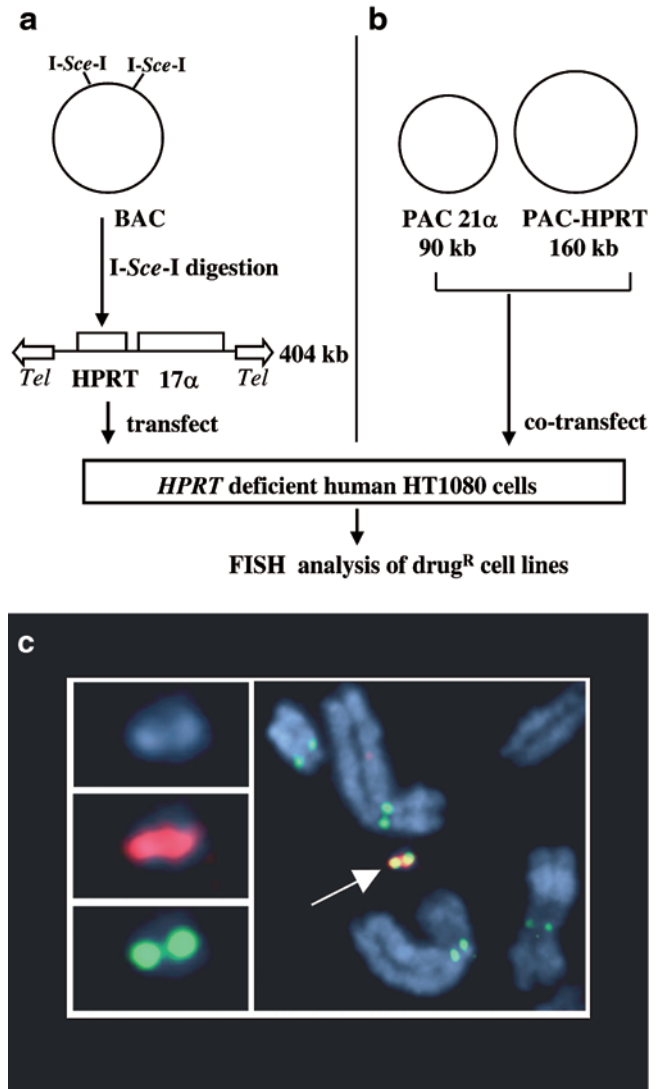 a
I-Sce-I I-Sce-I
BAC
I-Sce-I digestion
404 kb
Tel HPRT 17α Tel
transfect
b
PAC 21α PAC-HPRT
90 kb 160 kb
co-transfect
HPRT deficient human HT1080 cells
FISH analysis of drugᴿ cell lines
c